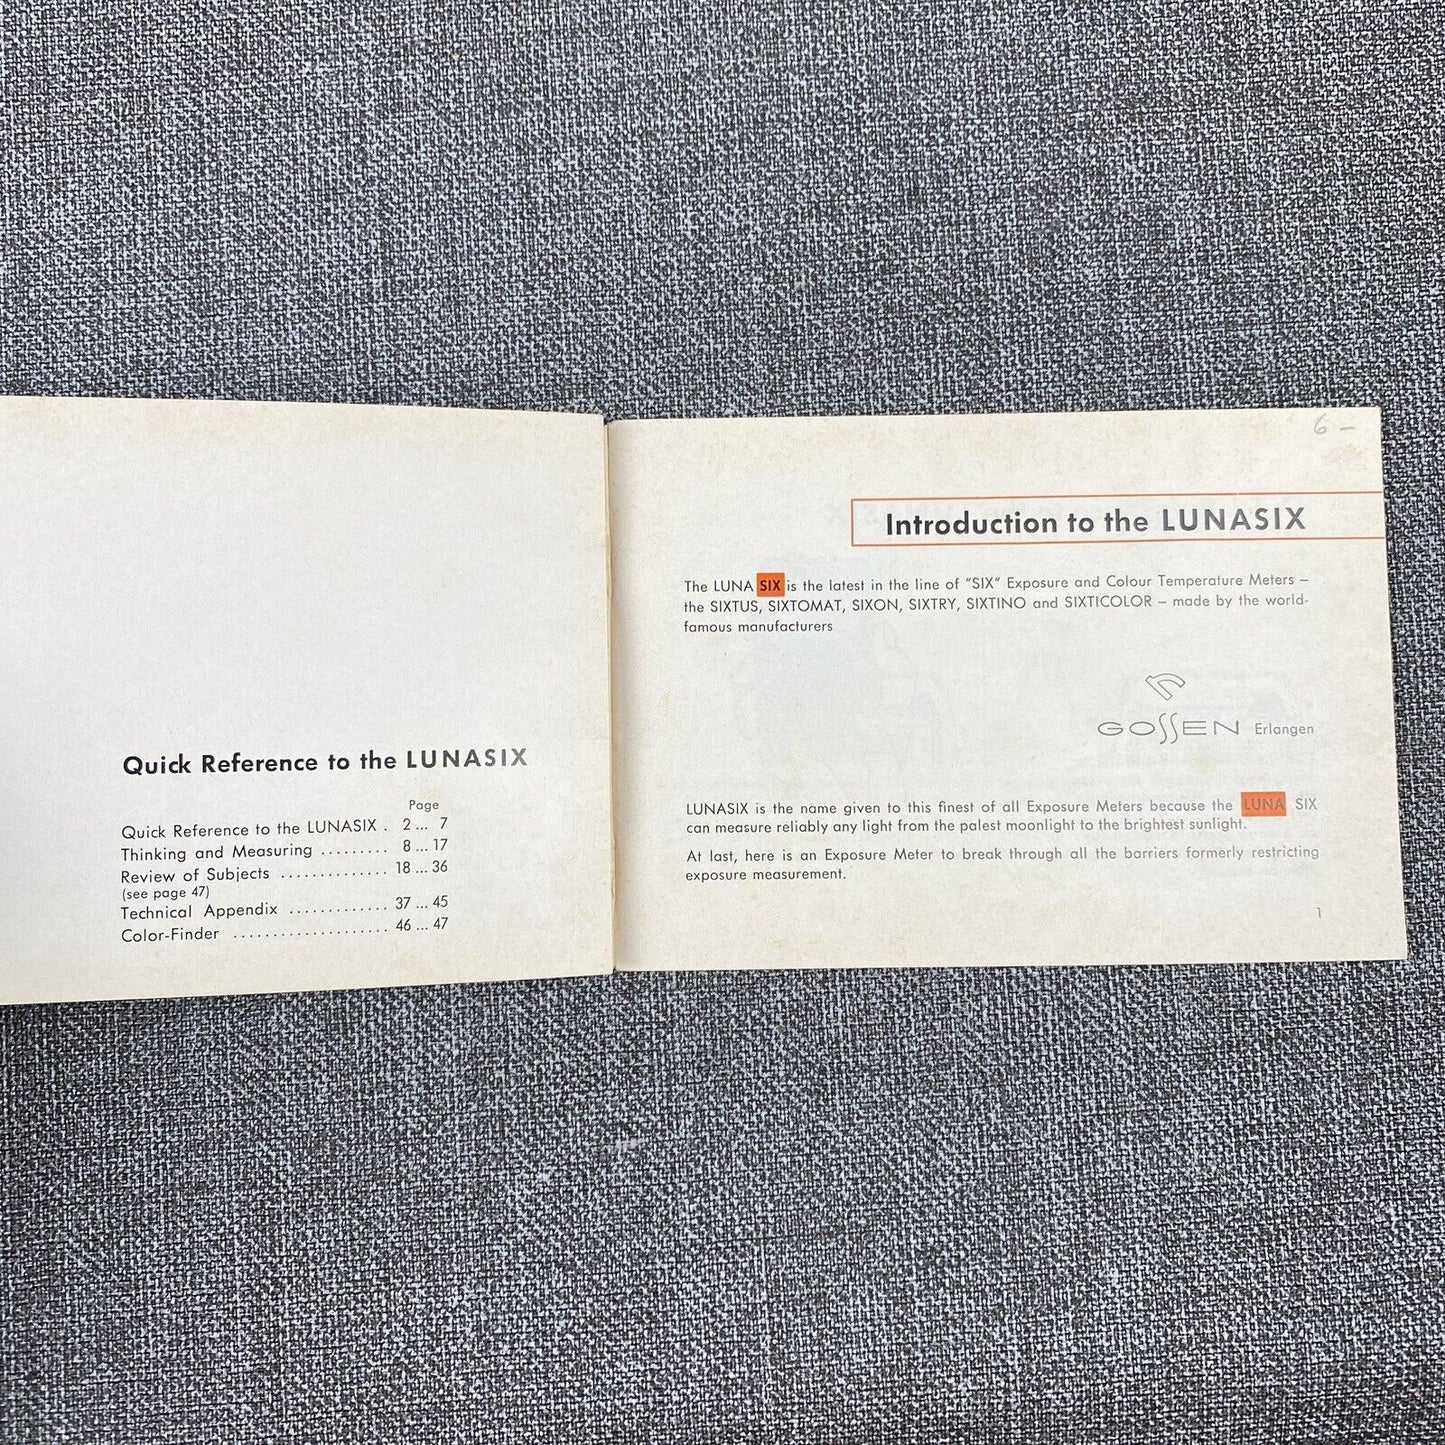 Quick Reference to the LUNASIX
Page
Quick Reference to the LUNASIX . 2 ... 7
Thinking and Measuring ......... 8 ... 17
Review of Subjects .............. 18 ... 36
(see page 47)
Technical Appendix ............. 37 ... 45
Color-Finder .................... 46 ... 47
6 –
Introduction to the LUNASIX
The LUNA SIX is the latest in the line of “SIX” Exposure and Colour Temperature Meters –
the SIXTUS, SIXTOMAT, SIXON, SIXTRY, SIXTINO and SIXTICOLOR – made by the world-
famous manufacturers
GOSSEN Erlangen
LUNASIX is the name given to this finest of all Exposure Meters because the LUNA SIX
can measure reliably any light from the palest moonlight to the brightest sunlight.
At last, here is an Exposure Meter to break through all the barriers formerly restricting
exposure measurement.
1